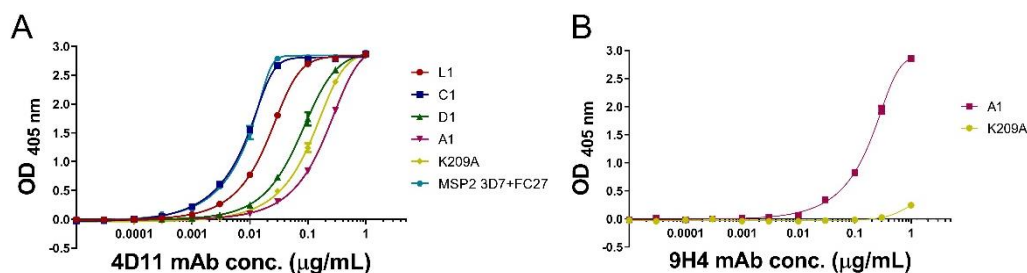 A
3.0
2.5
2.0
1.5
1.0
0.5
0.0
-0.5
OD 405 nm
0.0001 0.001 0.01 0.1 1
4D11 mAb conc. (μg/mL)
L1
C1
D1
A1
K209A
MSP2 3D7+FC27
B
3.0
2.5
2.0
1.5
1.0
0.5
0.0
-0.5
OD 405 nm
0.0001 0.001 0.01 0.1 1
9H4 mAb conc. (μg/mL)
A1
K209A